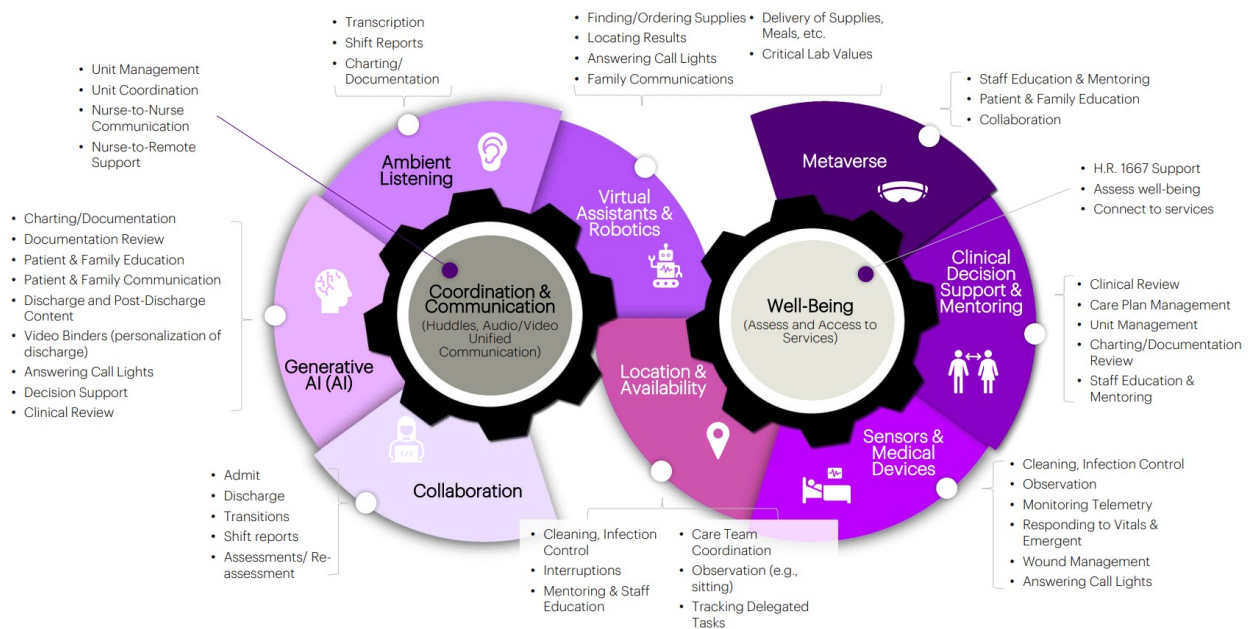 • Transcription
• Shift Reports
• Charting/
Documentation
• Finding/Ordering Supplies
• Locating Results
• Answering Call Lights
• Family Communications
• Delivery of Supplies,
Meals, etc.
• Critical Lab Values
• Unit Management
• Unit Coordination
• Nurse-to-Nurse
Communication
• Nurse-to-Remote
Support
• Staff Education & Mentoring
• Patient & Family Education
• Collaboration
• H.R. 1667 Support
• Assess well-being
• Connect to services
Ambient
Listening
Virtual
Assistants &
Robotics
Metaverse
• Charting/Documentation
• Documentation Review
• Patient & Family Education
• Patient & Family Communication
• Discharge and Post-Discharge
Content
• Video Binders (personalization of
discharge)
• Answering Call Lights
• Decision Support
• Clinical Review
Generative
AI (AI)
Coordination &
Communication
(Huddles, Audio/Video
Unified
Communication)
Location &
Availability
Well-Being
(Assess and Access to
Services)
Clinical
Decision
Support &
Mentoring
• Clinical Review
• Care Plan Management
• Unit Management
• Charting/Documentation
Review
• Staff Education &
Mentoring
Collaboration
</>
Sensors &
Medical
Devices
• Admit
• Discharge
• Transitions
• Shift reports
• Assessments/ Re-
assessment
• Cleaning, Infection
Control
• Interruptions
• Mentoring & Staff
Education
• Care Team
Coordination
• Observation (e.g.,
sitting)
• Tracking Delegated
Tasks
• Cleaning, Infection Control
• Observation
• Monitoring Telemetry
• Responding to Vitals &
Emergent
• Wound Management
• Answering Call Lights